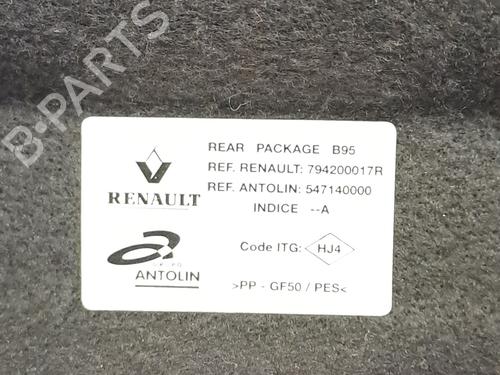 B-PARTS
REAR PACKAGE B95
REF. RENAULT: 794200017R
REF. ANTOLIN: 547140000
INDICE --A
RENAULT
Code ITG: HJ4
GRUPO
ANTOLIN
>PP - GF50 / PES<